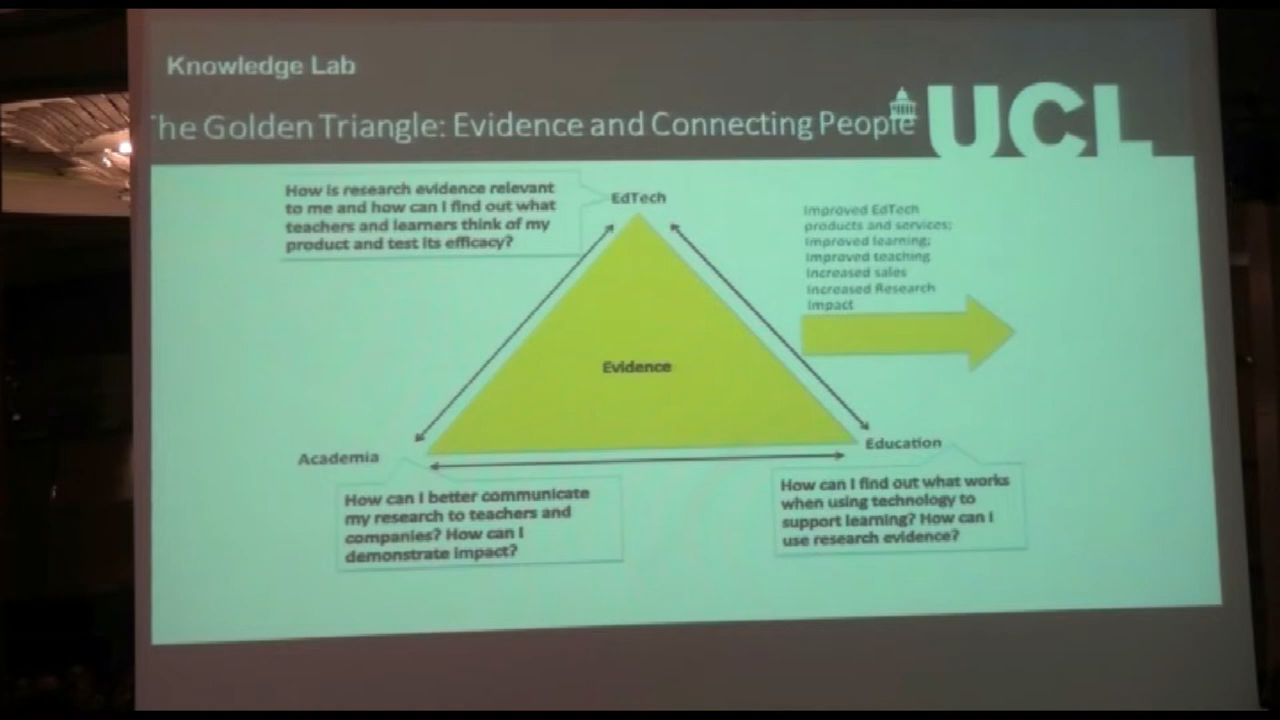 Knowledge Lab
The Golden Triangle: Evidence and Connecting People
UCL
How is research evidence relevant
to me and how can I find out what
teachers and learners think of my
product and test its efficacy?
EdTech
Improved EdTech
products and services;
Improved learning;
Improved teaching
Increased sales
Increased Research
Impact
Evidence
Academia
Education
How can I better communicate
my research to teachers and
companies? How can I
demonstrate impact?
How can I find out what works
when using technology to
support learning? How can I
use research evidence?